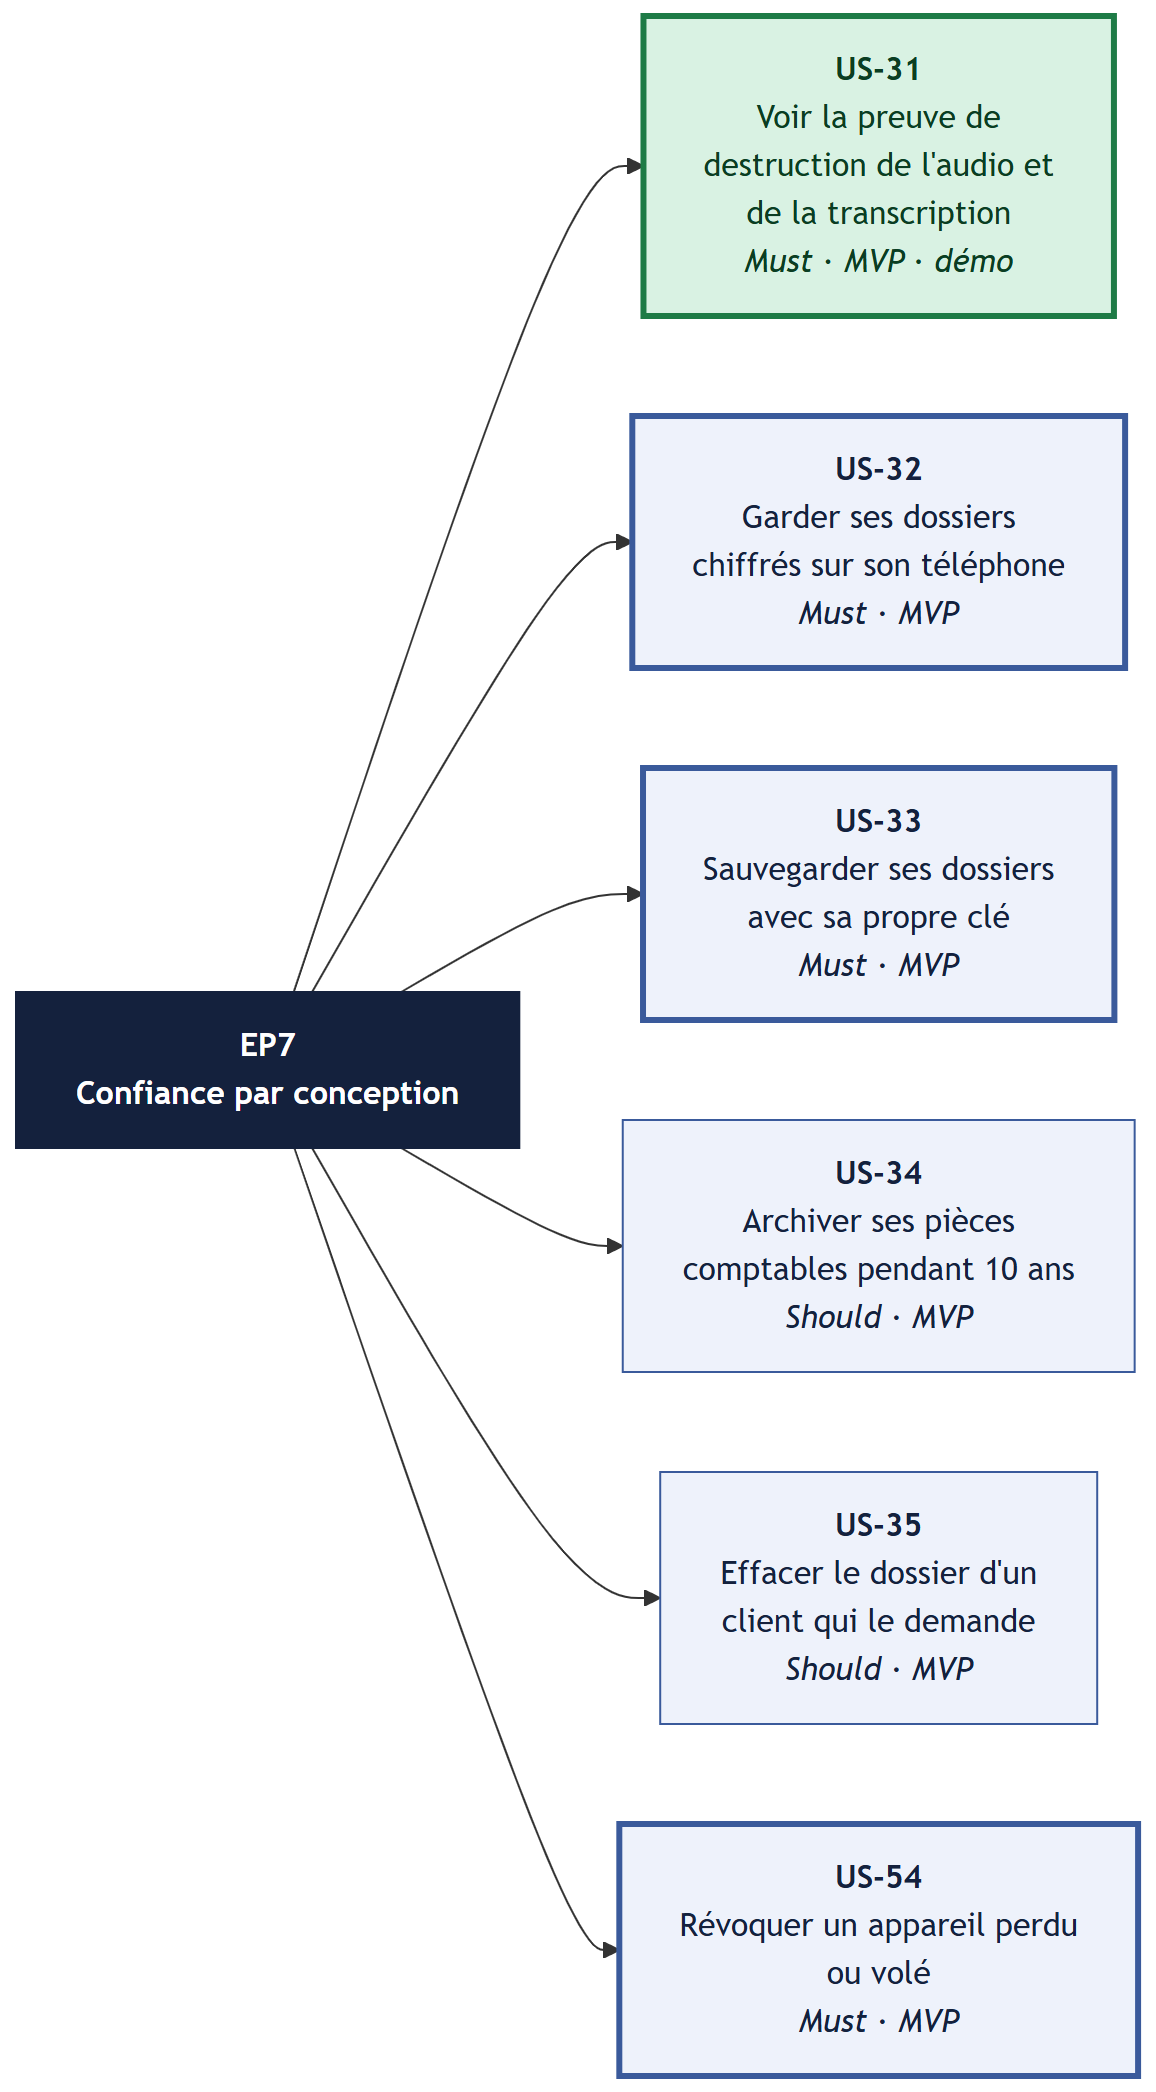 US-31
Voir la preuve de
destruction de l'audio et
de la transcription
Must · MVP · démo
US-32
Garder ses dossiers
chiffrés sur son téléphone
Must · MVP
US-33
Sauvegarder ses dossiers
avec sa propre clé
Must · MVP
EP7
Confiance par conception
US-34
Archiver ses pièces
comptables pendant 10 ans
Should · MVP
US-35
Effacer le dossier d'un
client qui le demande
Should · MVP
US-54
Révoquer un appareil perdu
ou volé
Must · MVP